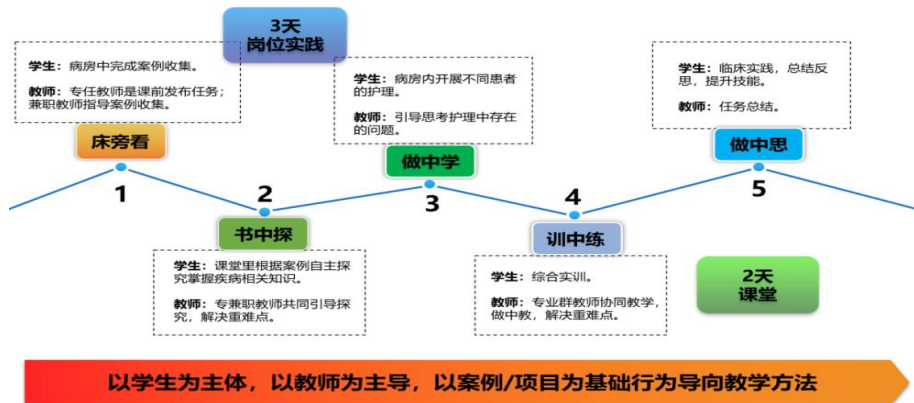 3天
岗位实践
学生：病房中完成案例收集。
教师：专任教师是课前发布任务；
兼职教师指导案例收集。
床旁看
1
2
书中探
学生：课堂里根据案例自主探
究掌握疾病相关知识。
教师：专兼职教师共同引导探
究，解决重难点。
学生：病房内开展不同患者
的护理。
教师：引导思考护理中存在
的问题。
做中学
3
4
训中练
学生：综合实训。
教师：专业群教师协同教学，
做中教，解决重难点。
学生：临床实践，总结反
思，提升技能。
教师：任务总结。
做中思
5
2天
课堂
以学生为主体，以教师为主导，以案例/项目为基础行为导向教学方法